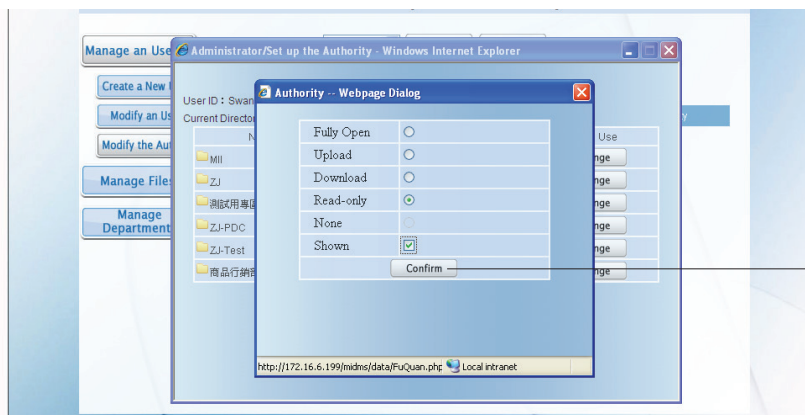 Manage an Use
Administrator/Set up the Authority - Windows Internet Explorer
Create a New
Modify an Us
Modify the Aut
Manage Files
Manage
Department
User ID : Swan
Current Director
Authority -- Webpage Dialog
Fully Open
Upload
Download
Read-only
None
Shown
Confirm
N
MII
ZJ
測試用專區
ZJ-PDC
ZJ-Test
商品行銷部
y
Use
nge
nge
nge
nge
nge
nge
http://172.16.6.199/midms/data/FuQuan.php
Local intranet